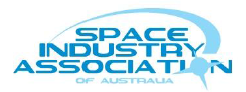 SPACE
INDUSTRY
ASSOCIATION
OF AUSTRALIA